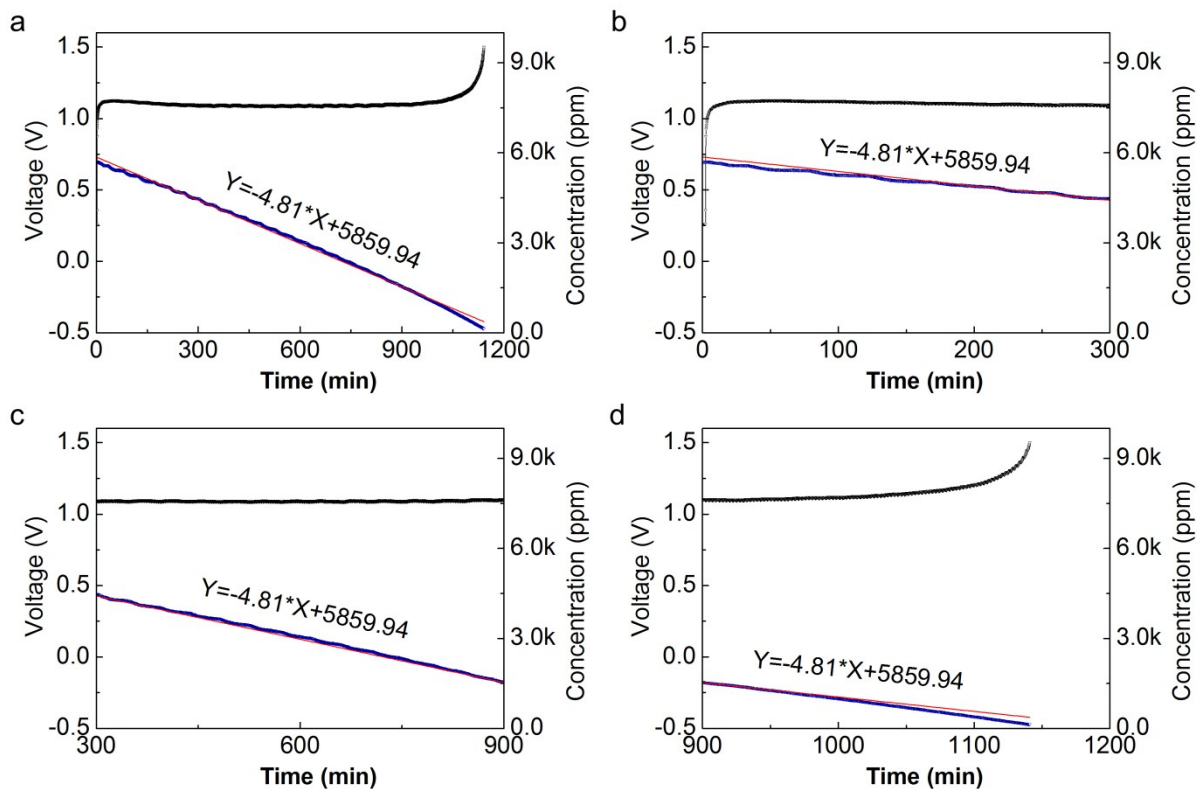 a
1.5
1.0
0.5
0.0
-0.5
Voltage (V)
9.0k
6.0k
3.0k
0.0
Concentration (ppm)
Y=-4.81*X+5859.94
0 300 600 900 1200
Time (min)
b
1.5
1.0
0.5
0.0
-0.5
Voltage (V)
9.0k
6.0k
3.0k
0.0
Concentration (ppm)
Y=-4.81*X+5859.94
0 100 200 300
Time (min)
c
1.5
1.0
0.5
0.0
-0.5
Voltage (V)
9.0k
6.0k
3.0k
0.0
Concentration (ppm)
Y=-4.81*X+5859.94
300 600 900
Time (min)
d
1.5
1.0
0.5
0.0
-0.5
Voltage (V)
9.0k
6.0k
3.0k
0.0
Concentration (ppm)
Y=-4.81*X+5859.94
900 1000 1100 1200
Time (min)